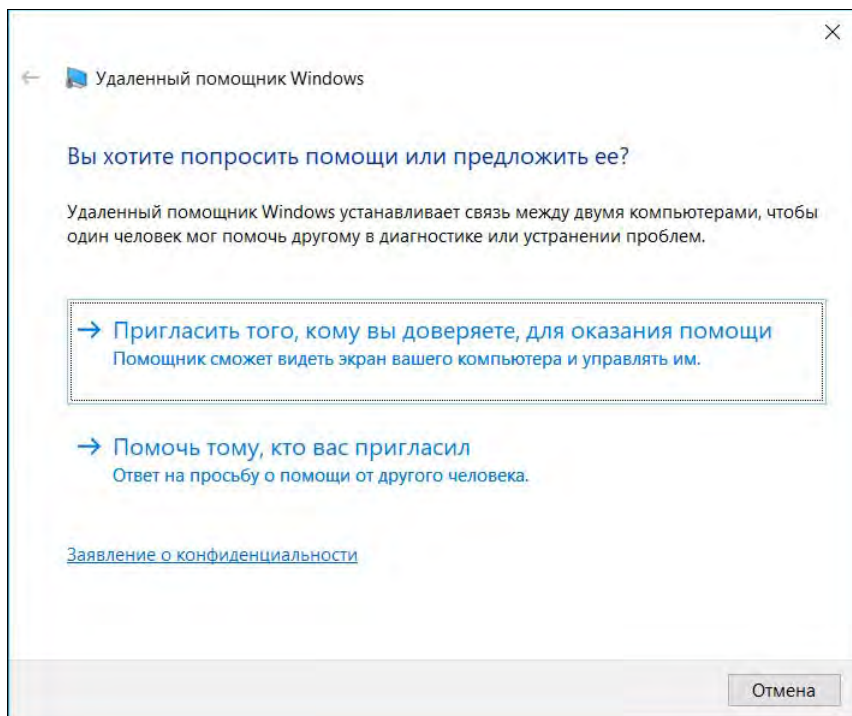 Удаленный помощник Windows
Вы хотите попросить помощи или предложить ее?
Удаленный помощник Windows устанавливает связь между двумя компьютерами, чтобы
один человек мог помочь другому в диагностике или устранении проблем.
Пригласить того, кому вы доверяете, для оказания помощи
Помощник сможет видеть экран вашего компьютера и управлять им.
Помочь тому, кто вас пригласил
Ответ на просьбу о помощи от другого человека.
Заявление о конфиденциальности
Отмена